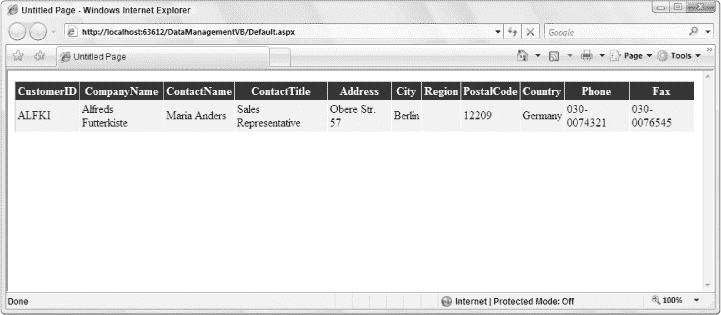 Untitled Page - Windows Internet Explorer
http://localhost:63612/DataManagementVB/Default.aspx
Google
Untitled Page
Page
Tools
CustomerID CompanyName ContactName ContactTitle Address City Region PostalCode Country Phone Fax
ALFKI Alfreds Futterkiste Maria Anders Sales Representative Obere Str. 57 Berlin 12209 Germany 030-0074321 030-0076545
Done
Internet | Protected Mode: Off
100%